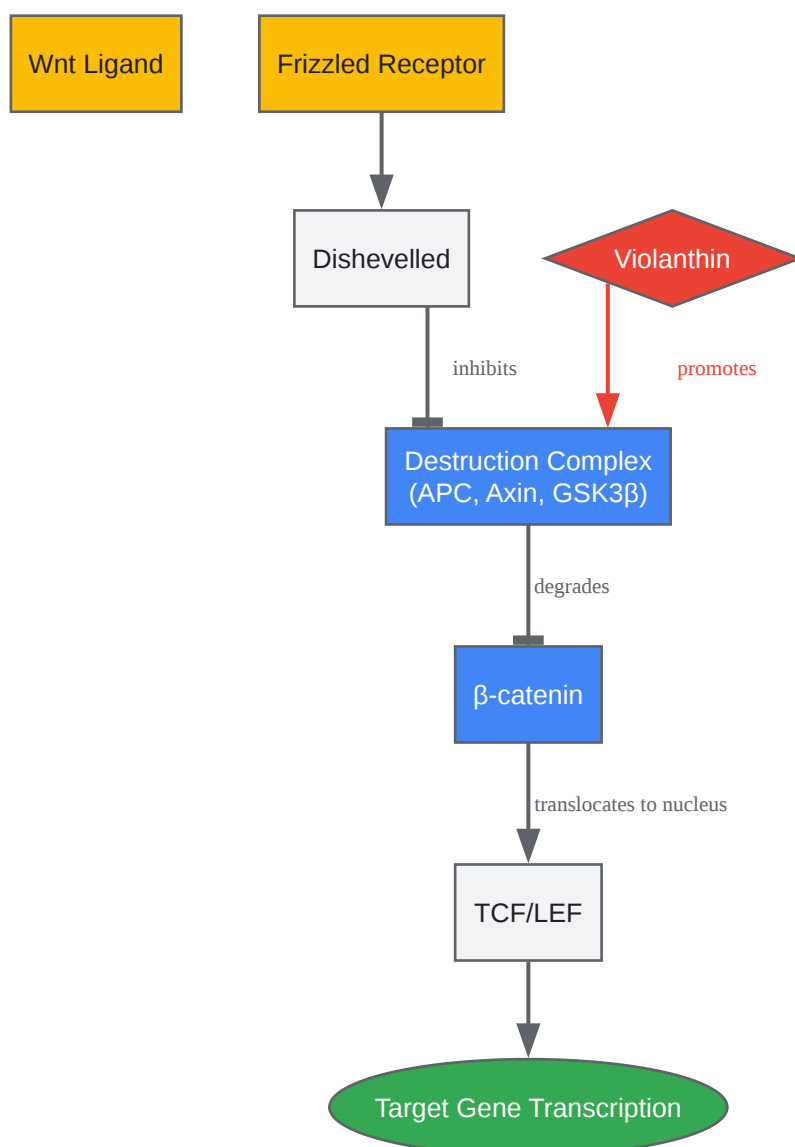 Wnt Ligand
Frizzled Receptor
Dishevelled
Violanthin
inhibits
promotes
Destruction Complex
(APC, Axin, GSK3β)
degrades
β-catenin
translocates to nucleus
TCF/LEF
Target Gene Transcription